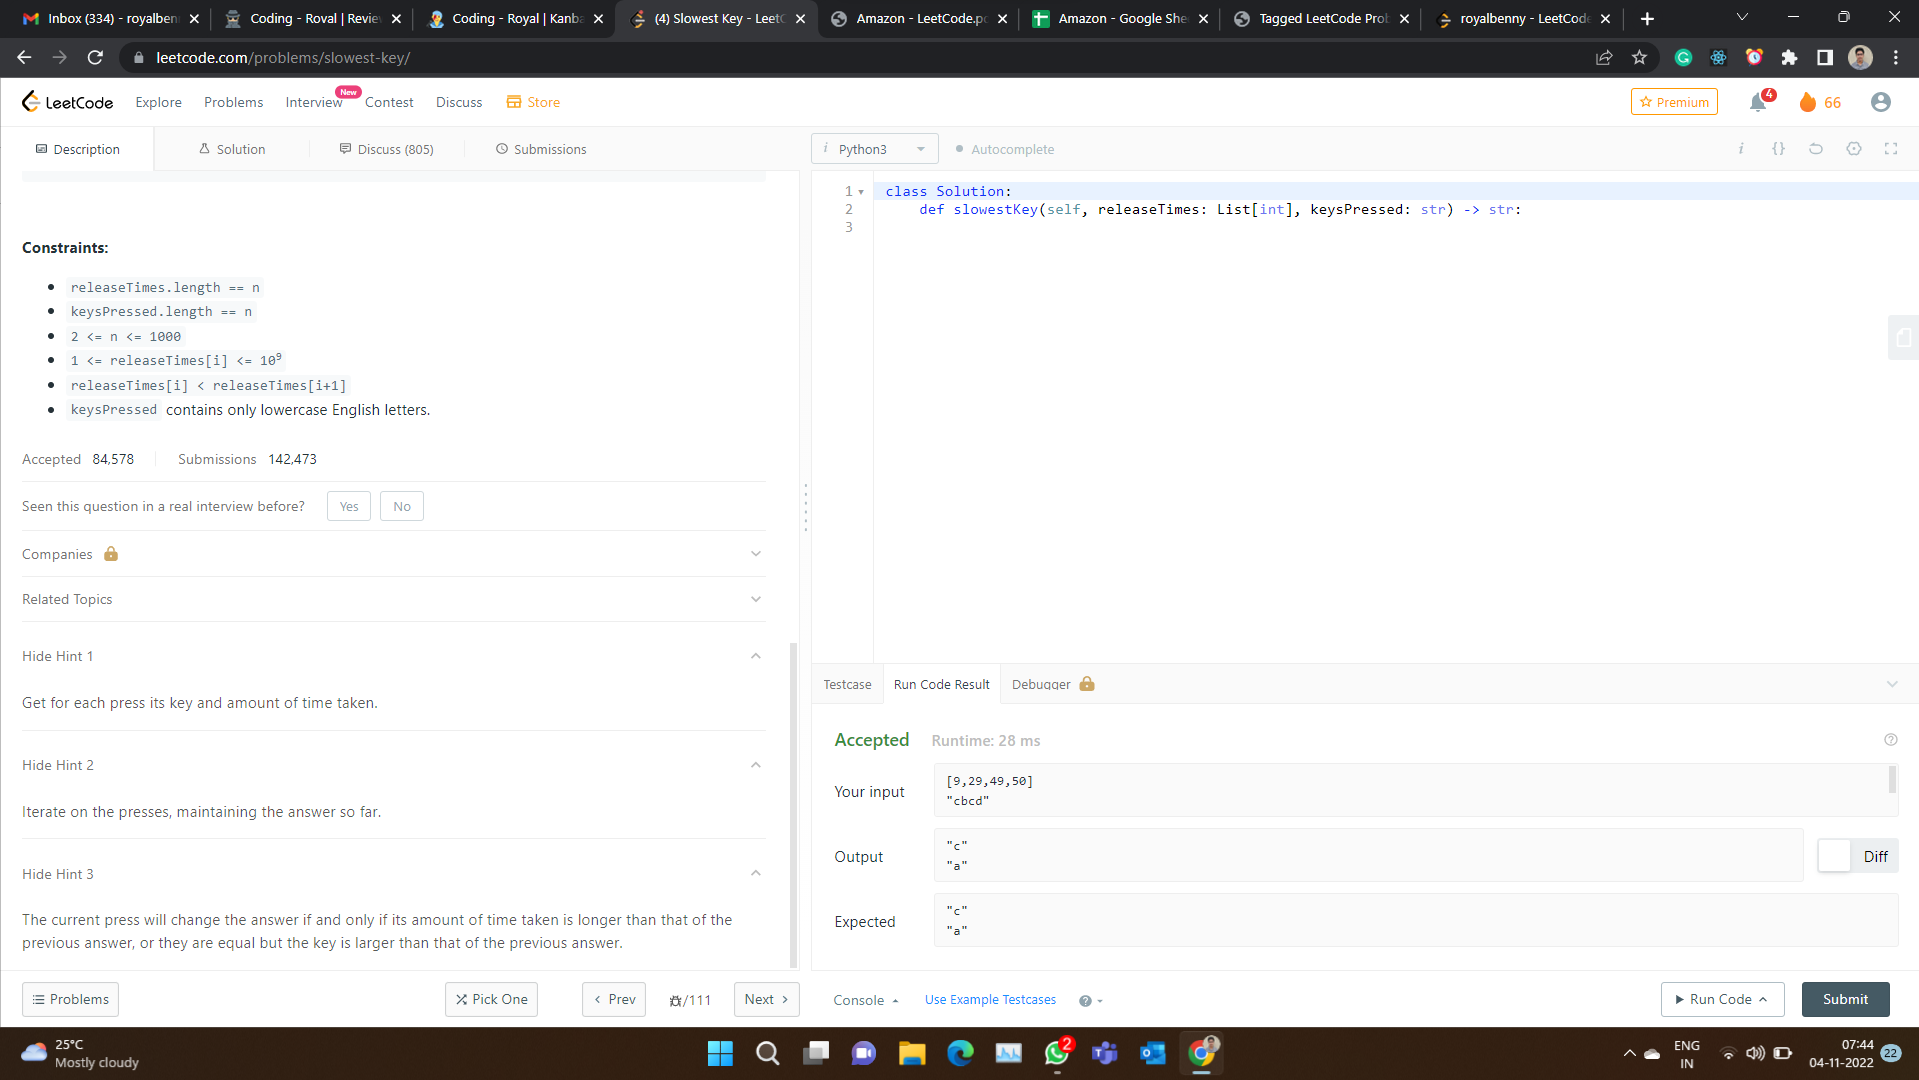 Inbox (334) - royalben
Coding - Royal | Revie
Coding - Royal | Kanba
(4) Slowest Key - LeetC
Amazon - LeetCode.pd
Amazon - Google She
Tagged LeetCode Prob
royalbenny - LeetCode
leetcode.com/problems/slowest-key/
LeetCode
Explore
Problems
Interview
New
Contest
Discuss
Store
Premium
4
66
Description
Solution
Discuss (805)
Submissions
i Python3
Autocomplete
i {}
Constraints:
releaseTimes.length == n
keysPressed.length == n
2 <= n <= 1000
1 <= releaseTimes[i] <= 10⁹
releaseTimes[i] < releaseTimes[i+1]
keysPressed contains only lowercase English letters.
Accepted 84,578 Submissions 142,473
Seen this question in a real interview before? Yes No
Companies
Related Topics
Hide Hint 1
Get for each press its key and amount of time taken.
Hide Hint 2
Iterate on the presses, maintaining the answer so far.
Hide Hint 3
The current press will change the answer if and only if its amount of time taken is longer than that of the
previous answer, or they are equal but the key is larger than that of the previous answer.
Problems
Pick One
Prev
/111
Next
1 class Solution:
2 def slowestKey(self, releaseTimes: List[int], keysPressed: str) -> str:
3
Testcase
Run Code Result
Debugger
Accepted Runtime: 28 ms
Your input
[9,29,49,50]
"cbcd"
Output
"c"
"a"
Diff
Expected
"c"
"a"
Console
Use Example Testcases
Run Code
Submit
25°C
Mostly cloudy
2
ENG
IN
07:44
04-11-2022
22